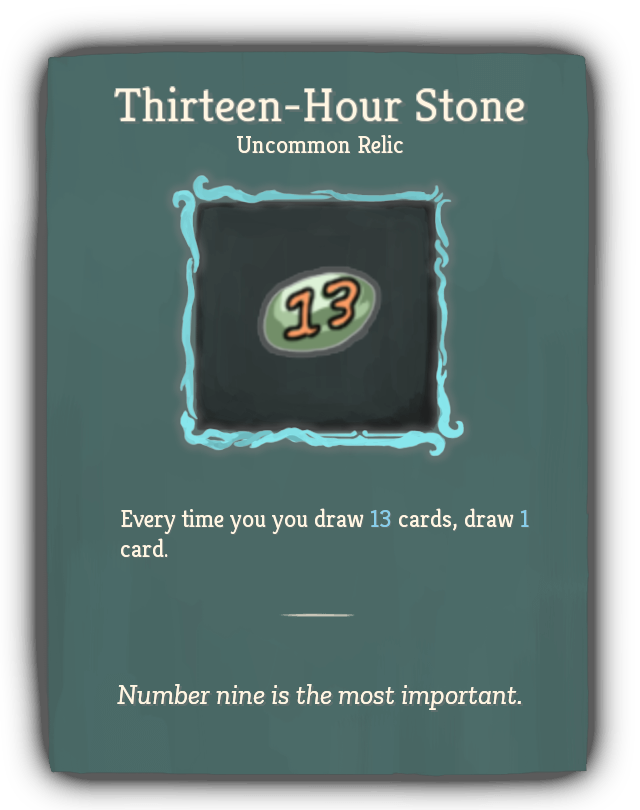 Thirteen-Hour Stone
Uncommon Relic
13
Every time you you draw 13 cards, draw 1
card.
Number nine is the most important.